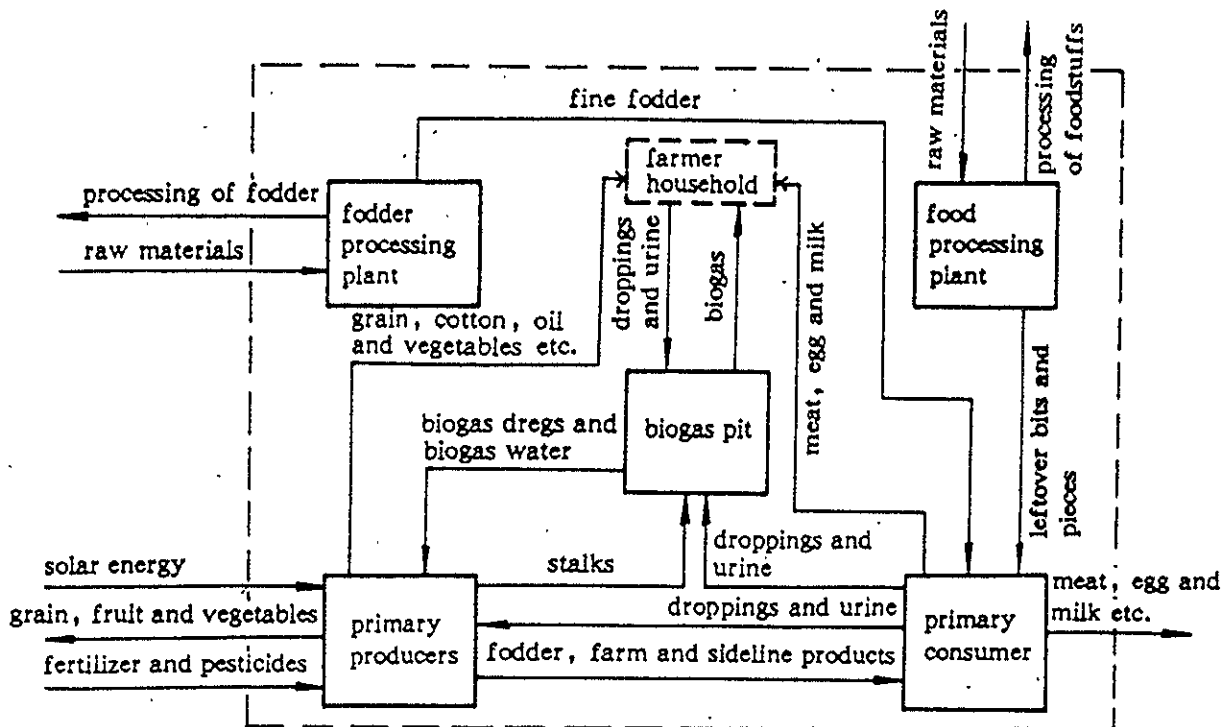 raw materials
processing
of foodstuffs
fine fodder
farmer
household
processing of fodder
raw materials
fodder
processing
plant
food
processing
plant
droppings
and urine
biogas
meat, egg and milk
grain, cotton, oil
and vegetables etc.
leftover bits and
pieces
biogas pit
biogas dregs and
biogas water
solar energy
stalks
droppings and
urine
grain, fruit and vegetables
fertilizer and pesticides
primary
producers
droppings and urine
fodder, farm and sideline products
primary
consumer
meat, egg and
milk etc.